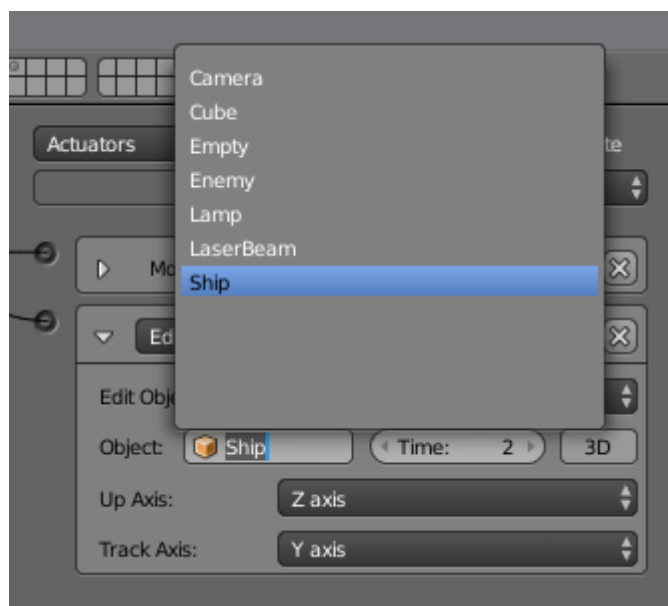 Camera
Cube
Actuators Empty te
Enemy
Lamp
LaserBeam
Mo
Ship
Ed
Edit Obje
Object: Ship Time: 2 3D
Up Axis: Z axis
Track Axis: Y axis